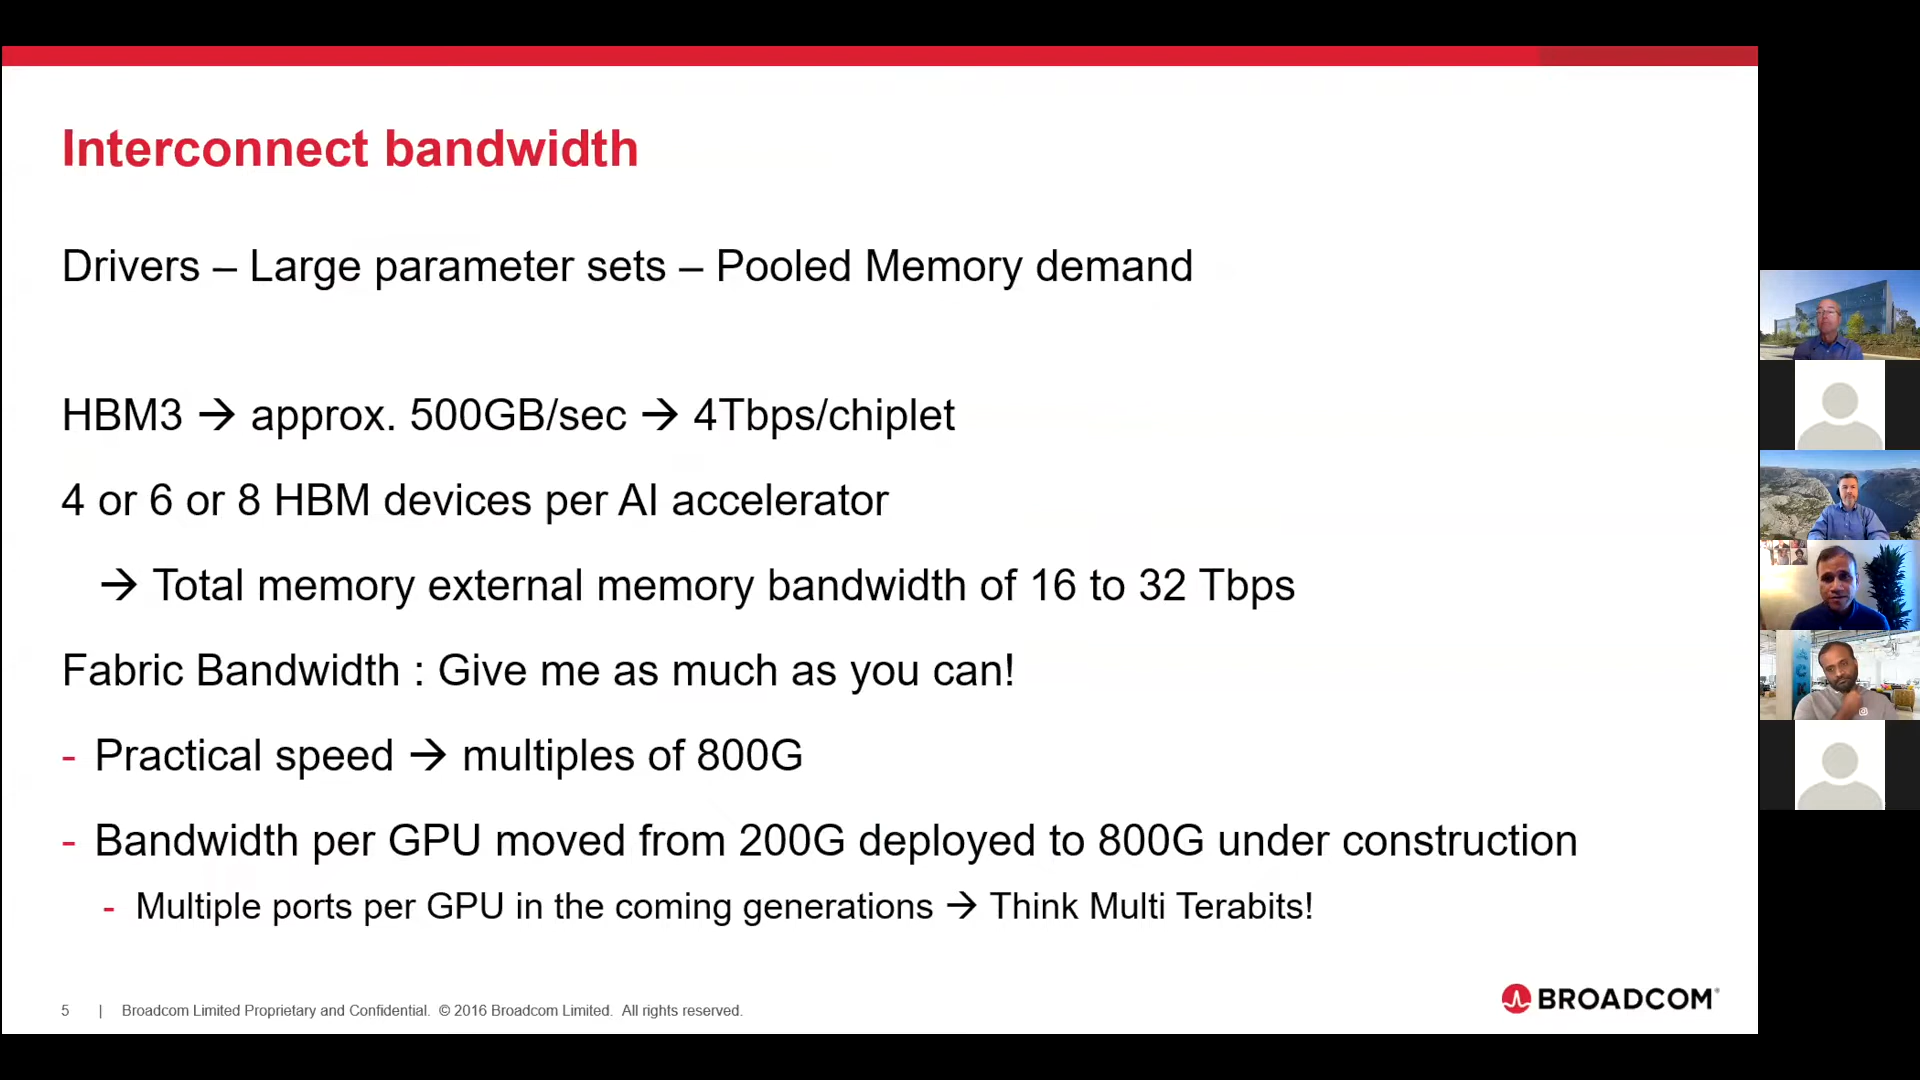 Interconnect bandwidth
Drivers – Large parameter sets – Pooled Memory demand
HBM3 → approx. 500GB/sec → 4Tbps/chiplet
4 or 6 or 8 HBM devices per AI accelerator
→ Total memory external memory bandwidth of 16 to 32 Tbps
Fabric Bandwidth : Give me as much as you can!
- Practical speed → multiples of 800G
- Bandwidth per GPU moved from 200G deployed to 800G under construction
- Multiple ports per GPU in the coming generations → Think Multi Terabits!
5 | Broadcom Limited Proprietary and Confidential. © 2016 Broadcom Limited. All rights reserved.
BROADCOM